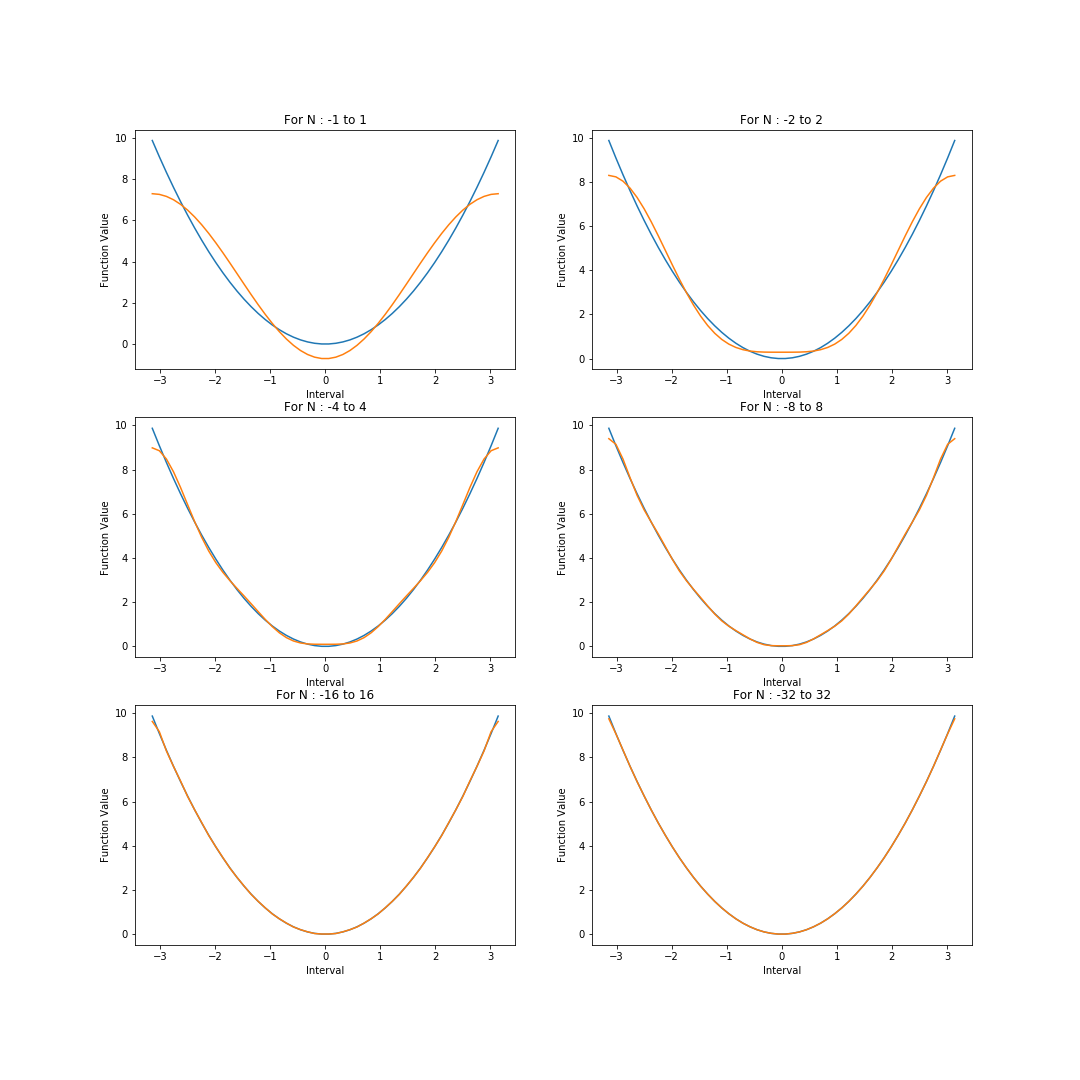 For N : -1 to 1
10
8
6
4
2
0
Function Value
−3 −2 −1 0 1 2 3
Interval
For N : -2 to 2
10
8
6
4
2
0
Function Value
−3 −2 −1 0 1 2 3
Interval
For N : -4 to 4
10
8
6
4
2
0
Function Value
−3 −2 −1 0 1 2 3
Interval
For N : -8 to 8
10
8
6
4
2
0
Function Value
−3 −2 −1 0 1 2 3
Interval
For N : -16 to 16
10
8
6
4
2
0
Function Value
−3 −2 −1 0 1 2 3
Interval
For N : -32 to 32
10
8
6
4
2
0
Function Value
−3 −2 −1 0 1 2 3
Interval